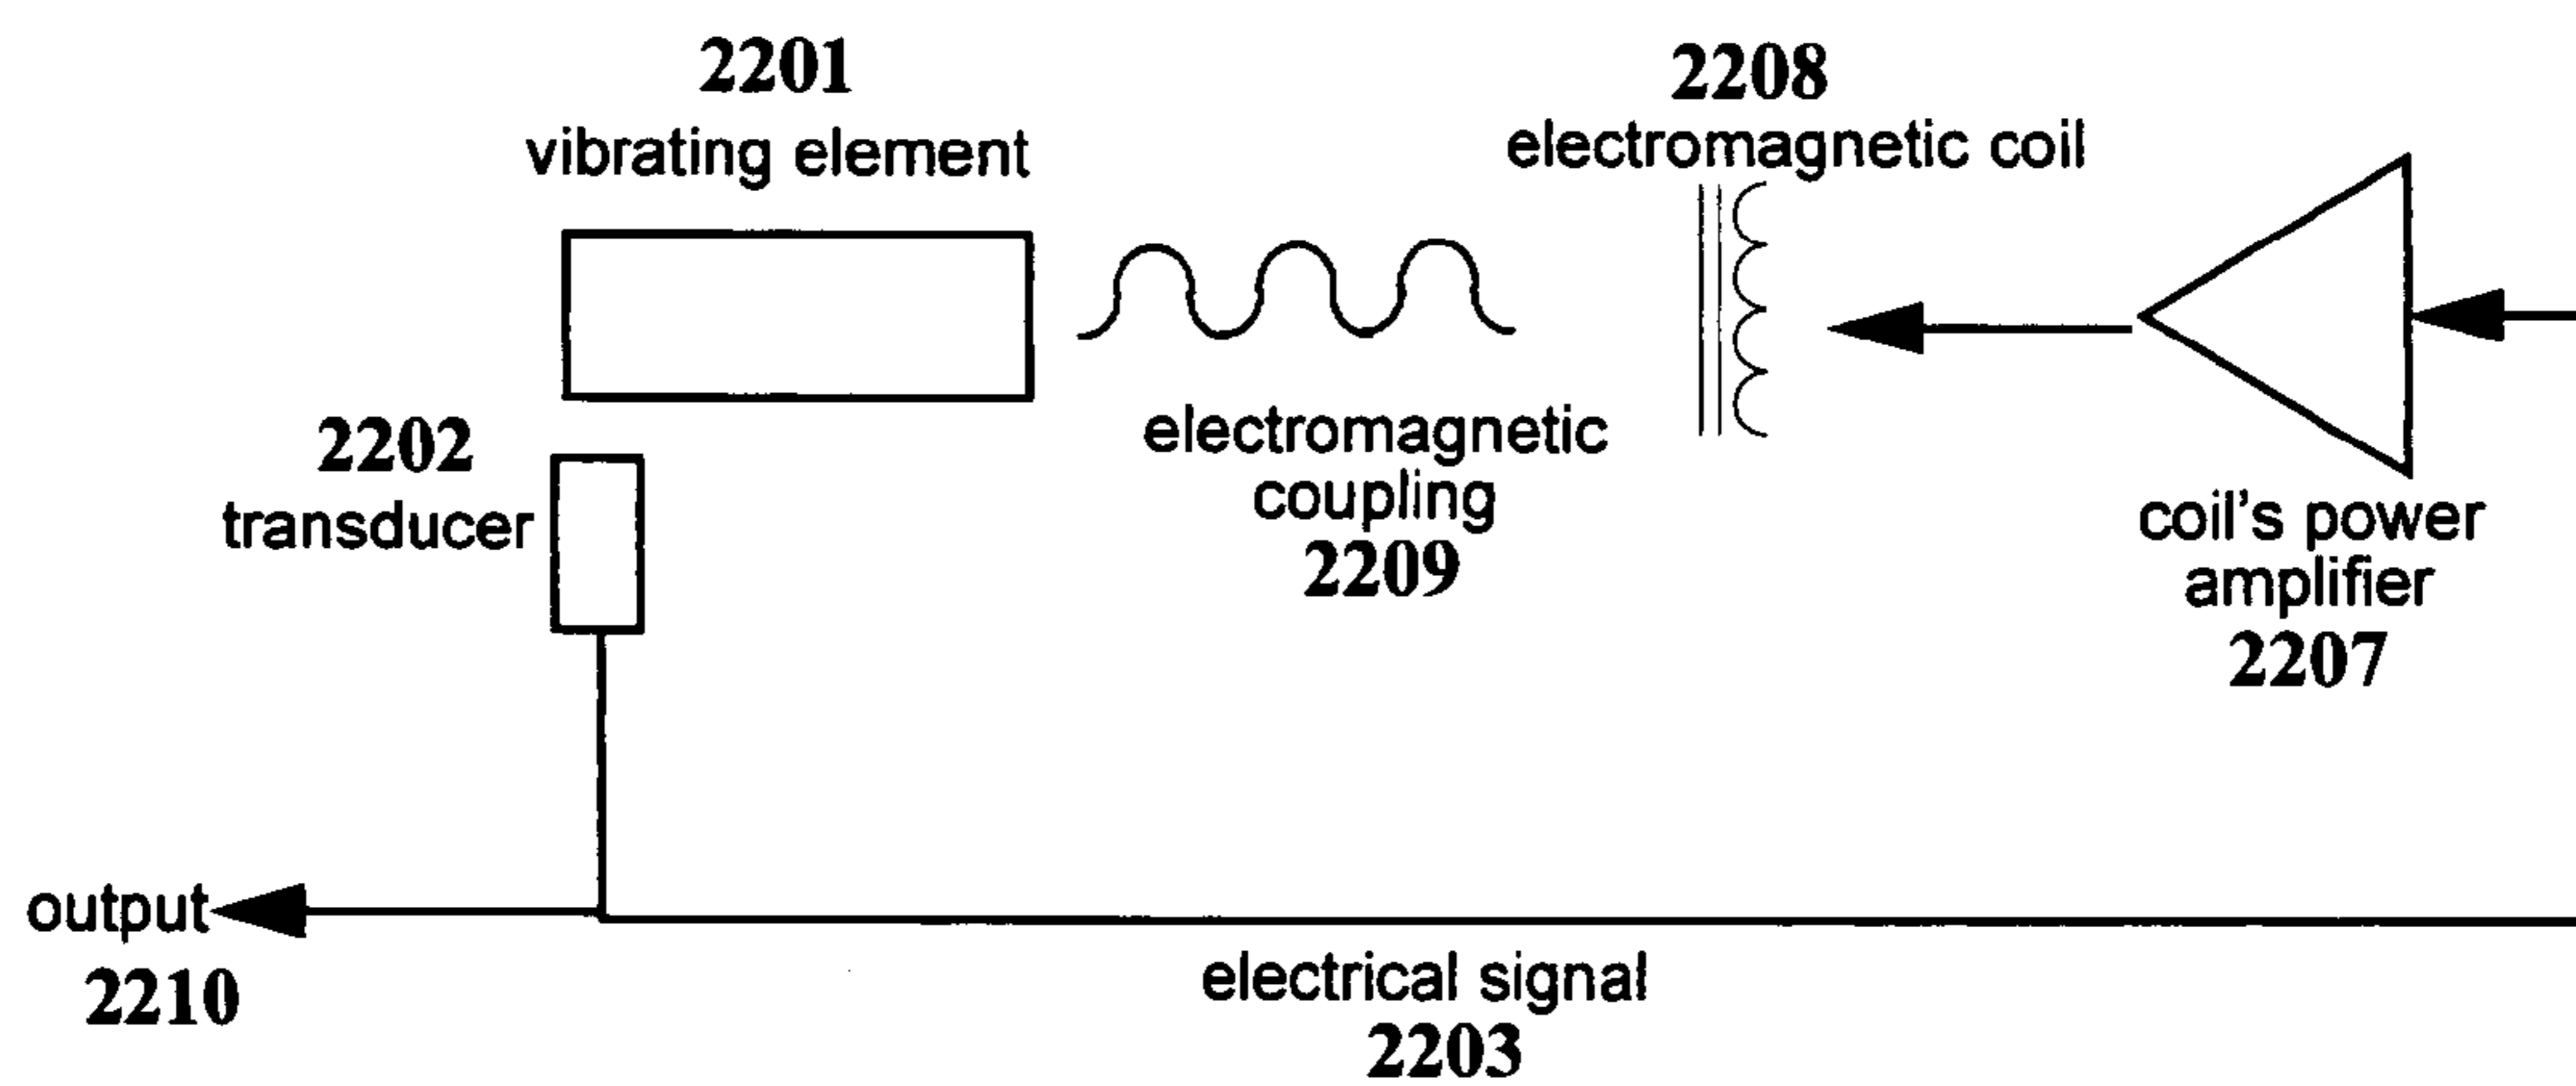 2201
vibrating element
2208
electromagnetic coil
2202
transducer
electromagnetic
coupling
2209
coil's power
amplifier
2207
output
2210
electrical signal
2203